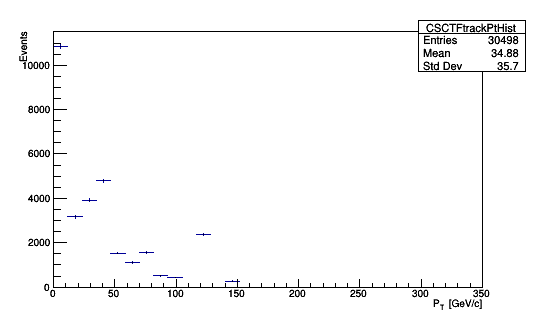 CSCTFtrackPtHist
Entries 30498
Mean 34.88
Std Dev 35.7
Events
10000
8000
6000
4000
2000
0
0 50 100 150 200 250 300 350
P_T [GeV/c]